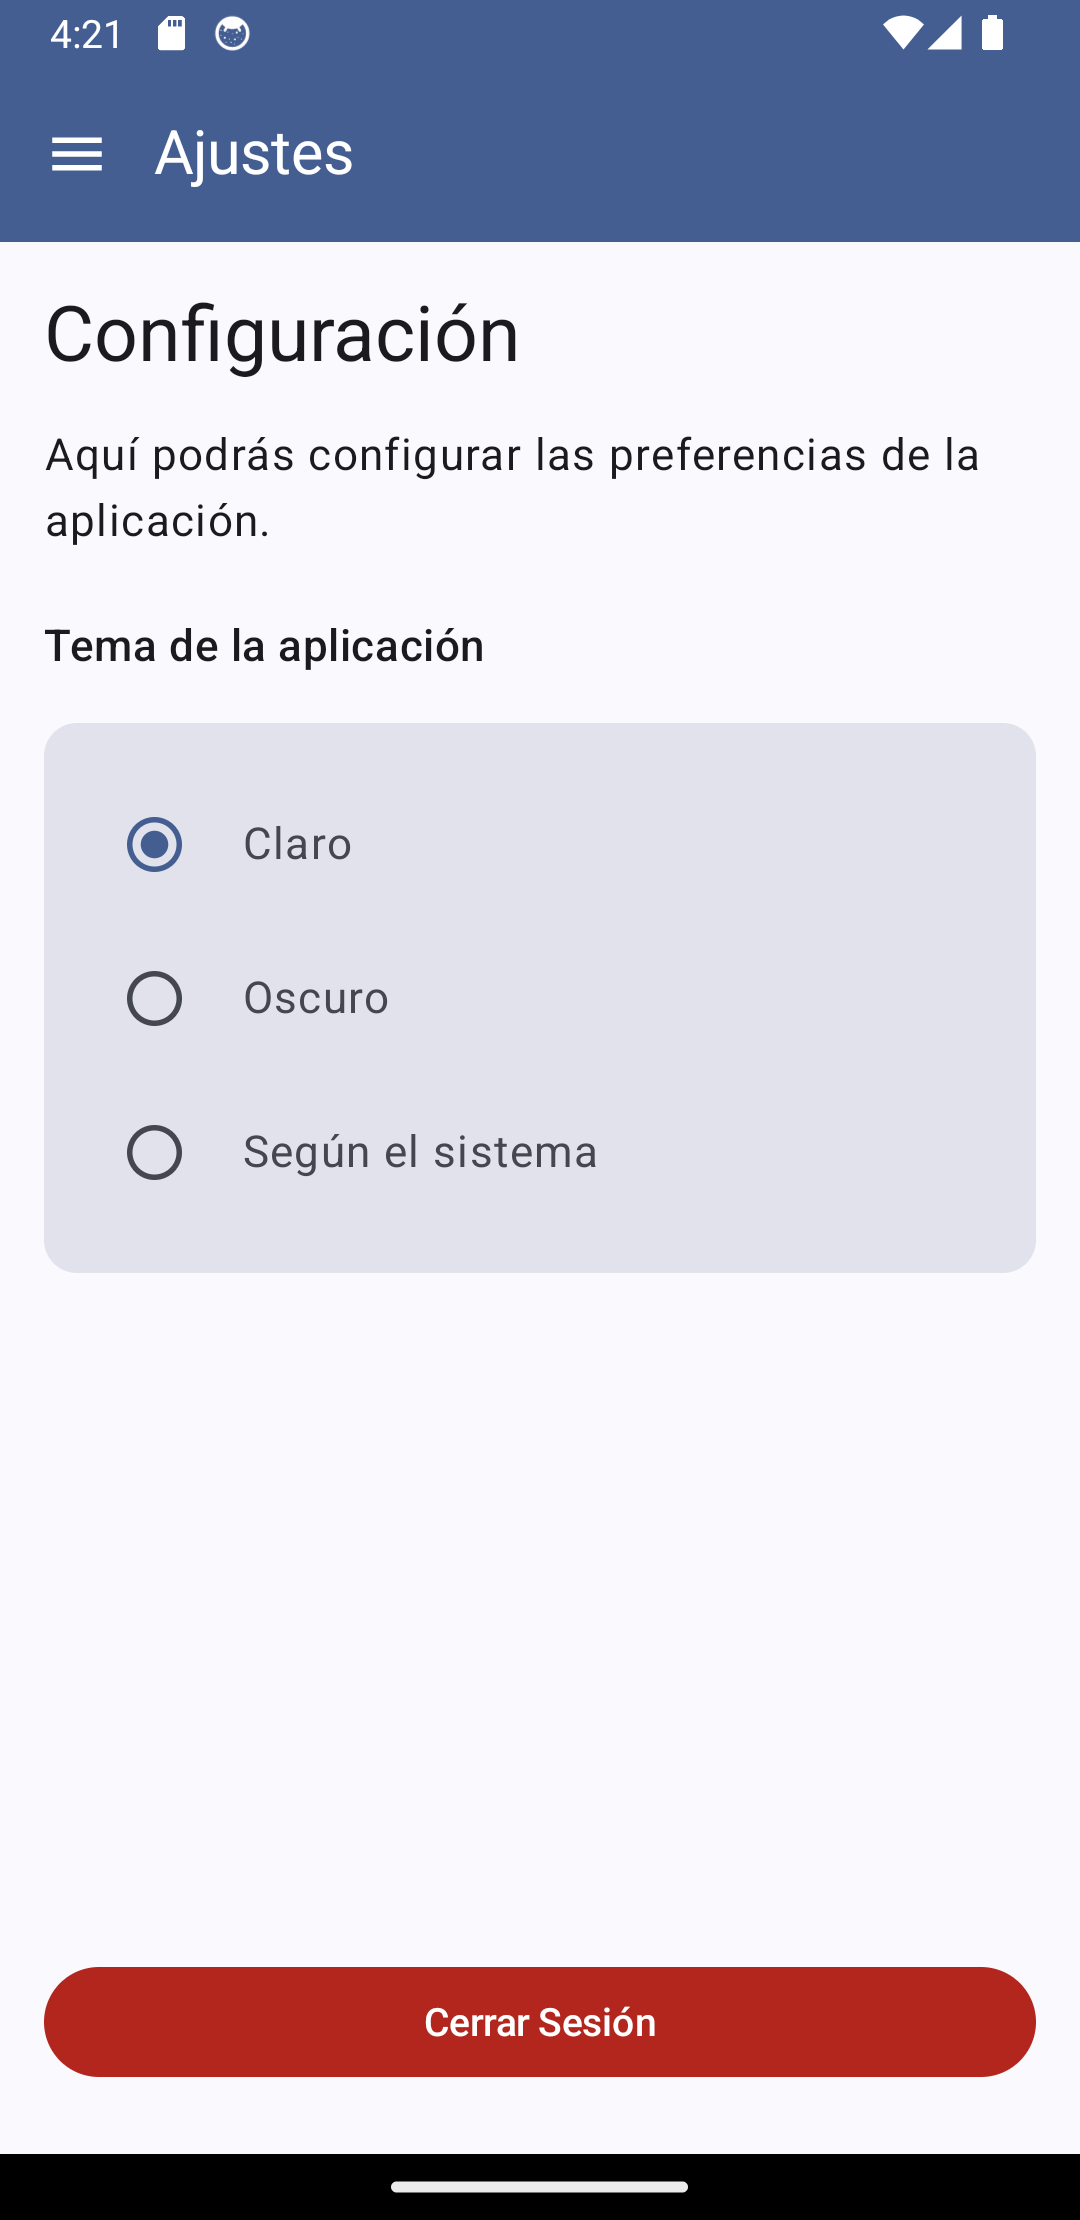 4:21
Ajustes
Configuración
Aquí podrás configurar las preferencias de la
aplicación.
Tema de la aplicación
Claro
Oscuro
Según el sistema
Cerrar Sesión